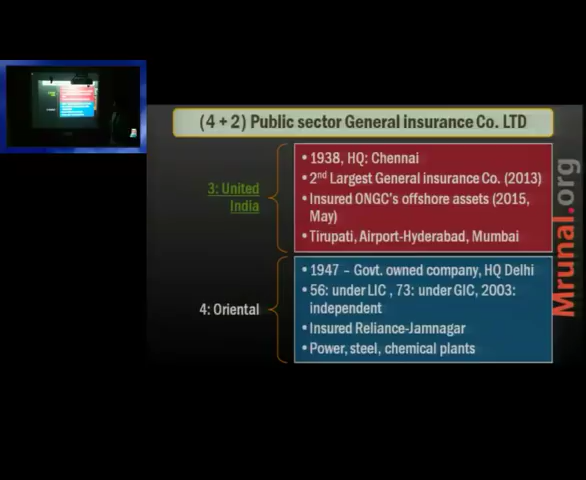 (4 + 2) Public sector General insurance Co. LTD
3: United
India
• 1938, HQ: Chennai
• 2nd Largest General insurance Co. (2013)
• Insured ONGC's offshore assets (2015,
May)
• Tirupati, Airport-Hyderabad, Mumbai
4: Oriental
• 1947 – Govt. owned company, HQ Delhi
• 56: under LIC , 73: under GIC, 2003:
independent
• Insured Reliance-Jamnagar
• Power, steel, chemical plants
Mrunal.org